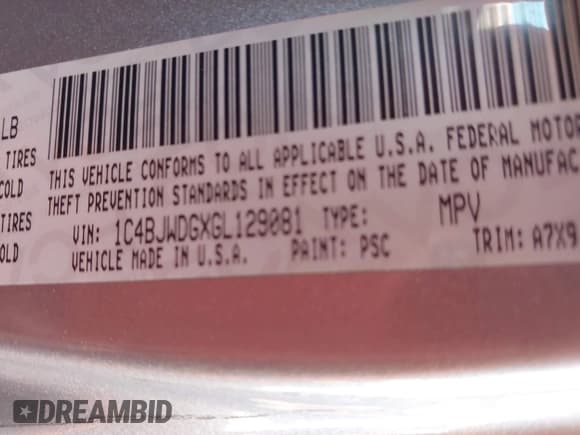 LB
TIRES
COLD
TIRES
COLD
THIS VEHICLE CONFORMS TO ALL APPLICABLE U.S.A. FEDERAL MOTOR
THEFT PREVENTION STANDARDS IN EFFECT ON THE DATE OF MANUFAC
VIN: 1C4BJWDGXGL129081 TYPE: MPV
VEHICLE MADE IN U.S.A. PAINT: PSC TRIM: A7X9
DREAMBID